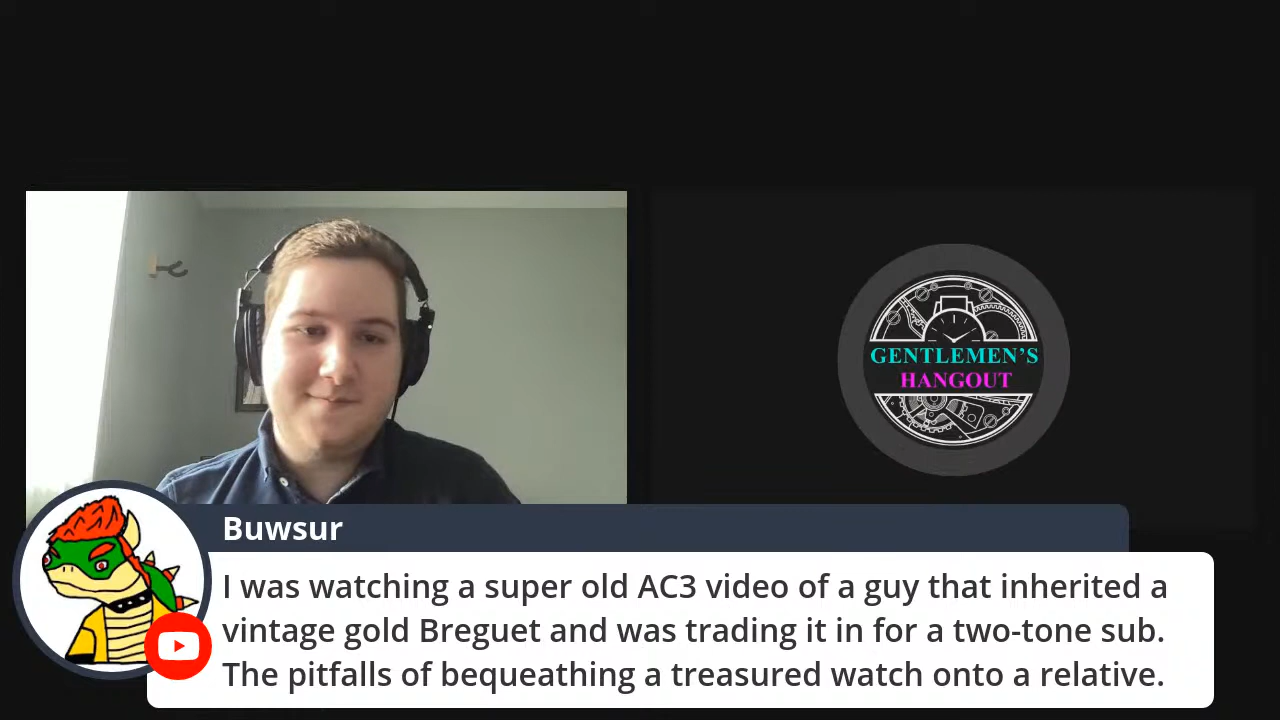 GENTLEMEN'S
HANGOUT
Buwsur
I was watching a super old AC3 video of a guy that inherited a
vintage gold Breguet and was trading it in for a two-tone sub.
The pitfalls of bequeathing a treasured watch onto a relative.